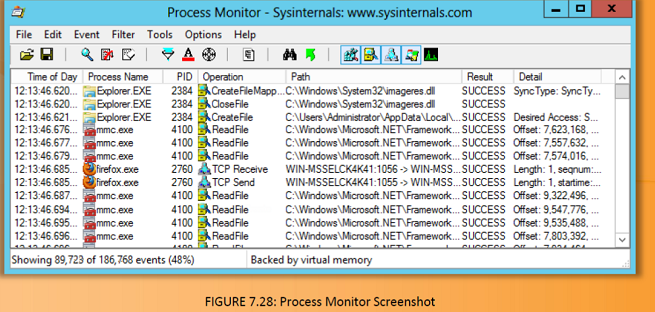 Process Monitor - Sysinternals: www.sysinternals.com
File Edit Event Filter Tools Options Help
Time of Day Process Name PID Operation Path Result Detail
12:13:46.620... Explorer.EXE 2384 CreateFileMapp... C:\Windows\System32\imageres.dll SUCCESS SyncType: SyncTy...
12:13:46.620... Explorer.EXE 2384 CloseFile C:\Windows\System32\imageres.dll SUCCESS
12:13:46.621... Explorer.EXE 2384 CreateFile C:\Users\Administrator\AppData\Local\... SUCCESS Desired Access: S...
12:13:46.676... mmc.exe 4100 ReadFile C:\Windows\Microsoft.NET\Framework... SUCCESS Offset: 7,623,168, ...
12:13:46.677... mmc.exe 4100 ReadFile C:\Windows\Microsoft.NET\Framework... SUCCESS Offset: 7,557,632, ...
12:13:46.679... mmc.exe 4100 ReadFile C:\Windows\Microsoft.NET\Framework... SUCCESS Offset: 7,574,016, ...
12:13:46.685... firefox.exe 2760 TCP Receive WIN-MSSELCK4K41:1056 -> WIN-MSS... SUCCESS Length: 1, seqnum:...
12:13:46.685... firefox.exe 2760 TCP Send WIN-MSSELCK4K41:1055 -> WIN-MSS... SUCCESS Length: 1, startime:...
12:13:46.687... mmc.exe 4100 ReadFile C:\Windows\Microsoft.NET\Framework... SUCCESS Offset: 9,322,496, ...
12:13:46.694... mmc.exe 4100 ReadFile C:\Windows\Microsoft.NET\Framework... SUCCESS Offset: 9,547,776, ...
12:13:46.695... mmc.exe 4100 ReadFile C:\Windows\Microsoft.NET\Framework... SUCCESS Offset: 9,535,488, ...
12:13:46.696... mmc.exe 4100 ReadFile C:\Windows\Microsoft.NET\Framework... SUCCESS Offset: 7,803,392, ...
Showing 89,723 of 186,768 events (48%) Backed by virtual memory
FIGURE 7.28: Process Monitor Screenshot